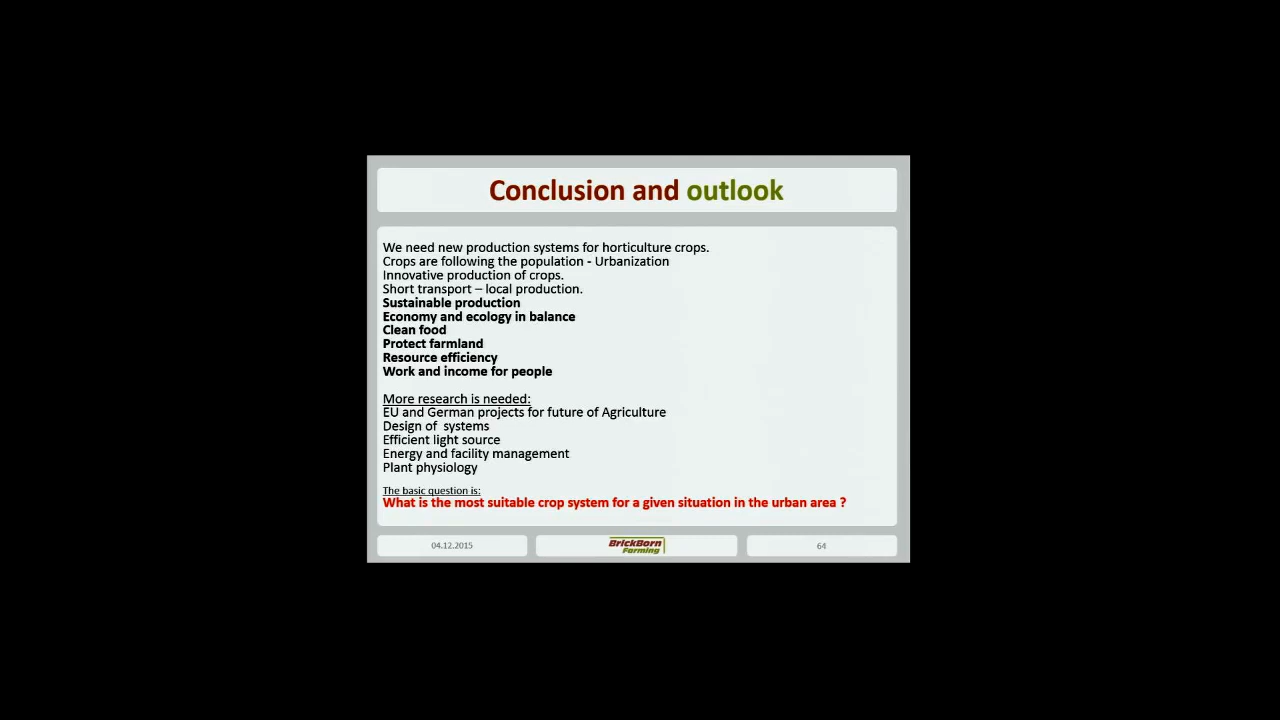 Conclusion and outlook
We need new production systems for horticulture crops.
Crops are following the population - Urbanization
Innovative production of crops.
Short transport – local production.
Sustainable production
Economy and ecology in balance
Clean food
Protect farmland
Resource efficiency
Work and income for people
More research is needed:
EU and German projects for future of Agriculture
Design of  systems
Efficient light source
Energy and facility management
Plant physiology
The basic question is:
What is the most suitable crop system for a given situation in the urban area ?
04.12.2015
BrickBorn
Farming
64